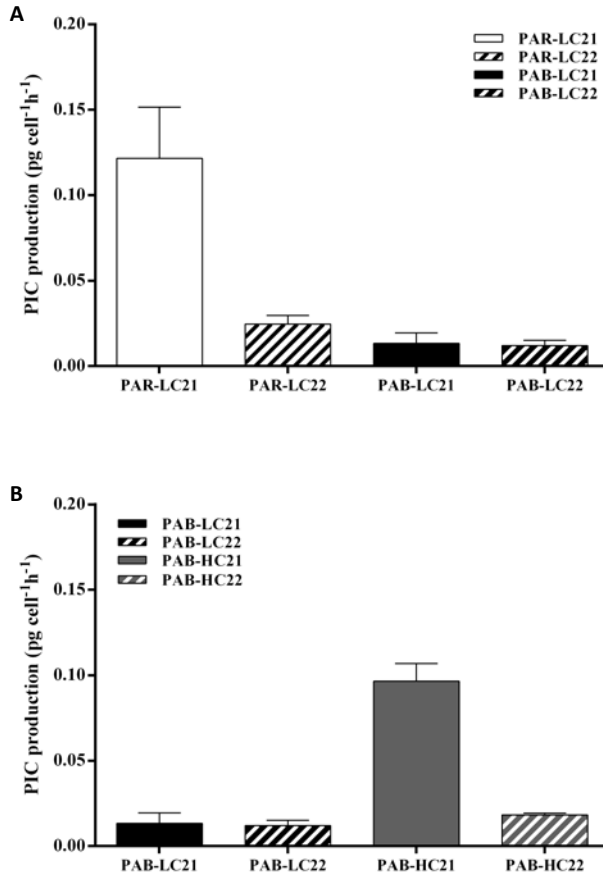 A
PIC production (pg cell⁻¹h⁻¹)
0.20
0.15
0.10
0.05
0.00
PAR-LC21
PAR-LC22
PAB-LC21
PAB-LC22
PAR-LC21 PAR-LC22 PAB-LC21 PAB-LC22
B
PIC production (pg cell⁻¹h⁻¹)
0.20
0.15
0.10
0.05
0.00
PAB-LC21
PAB-LC22
PAB-HC21
PAB-HC22
PAB-LC21 PAB-LC22 PAB-HC21 PAB-HC22